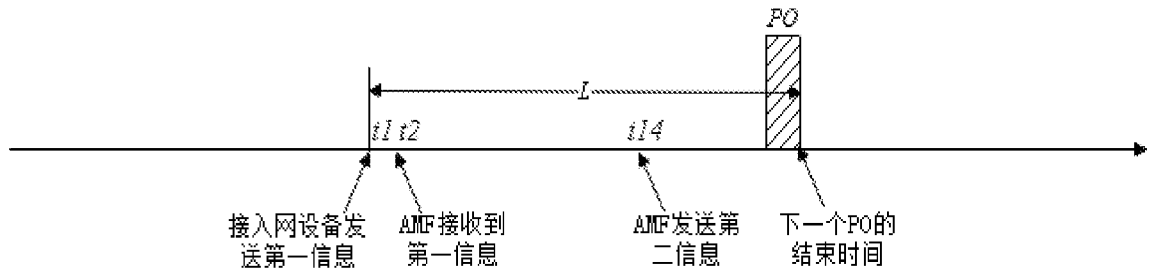 PO
L
t1 t2
t14
接入网设备发
送第一信息
AMF接收到
第一信息
AMF发送第
二信息
下一个PO的
结束时间